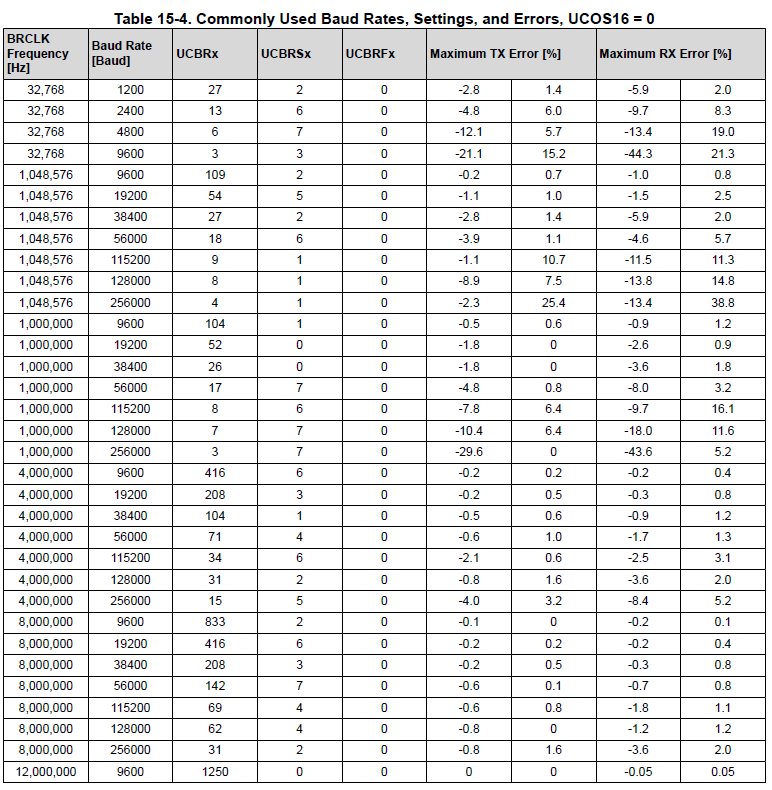 Table 15-4. Commonly Used Baud Rates, Settings, and Errors, UCOS16 = 0
BRCLK Frequency [Hz] Baud Rate [Baud] UCBRx UCBRSx UCBRFx Maximum TX Error [%] Maximum RX Error [%]
32,768 1200 27 2 0 -2.8 1.4 -5.9 2.0
32,768 2400 13 6 0 -4.8 6.0 -9.7 8.3
32,768 4800 6 7 0 -12.1 5.7 -13.4 19.0
32,768 9600 3 3 0 -21.1 15.2 -44.3 21.3
1,048,576 9600 109 2 0 -0.2 0.7 -1.0 0.8
1,048,576 19200 54 5 0 -1.1 1.0 -1.5 2.5
1,048,576 38400 27 2 0 -2.8 1.4 -5.9 2.0
1,048,576 56000 18 6 0 -3.9 1.1 -4.6 5.7
1,048,576 115200 9 1 0 -1.1 10.7 -11.5 11.3
1,048,576 128000 8 1 0 -8.9 7.5 -13.8 14.8
1,048,576 256000 4 1 0 -2.3 25.4 -13.4 38.8
1,000,000 9600 104 1 0 -0.5 0.6 -0.9 1.2
1,000,000 19200 52 0 0 -1.8 0 -2.6 0.9
1,000,000 38400 26 0 0 -1.8 0 -3.6 1.8
1,000,000 56000 17 7 0 -4.8 0.8 -8.0 3.2
1,000,000 115200 8 6 0 -7.8 6.4 -9.7 16.1
1,000,000 128000 7 7 0 -10.4 6.4 -18.0 11.6
1,000,000 256000 3 7 0 -29.6 0 -43.6 5.2
4,000,000 9600 416 6 0 -0.2 0.2 -0.2 0.4
4,000,000 19200 208 3 0 -0.2 0.5 -0.3 0.8
4,000,000 38400 104 1 0 -0.5 0.6 -0.9 1.2
4,000,000 56000 71 4 0 -0.6 1.0 -1.7 1.3
4,000,000 115200 34 6 0 -2.1 0.6 -2.5 3.1
4,000,000 128000 31 2 0 -0.8 1.6 -3.6 2.0
4,000,000 256000 15 5 0 -4.0 3.2 -8.4 5.2
8,000,000 9600 833 2 0 -0.1 0 -0.2 0.1
8,000,000 19200 416 6 0 -0.2 0.2 -0.2 0.4
8,000,000 38400 208 3 0 -0.2 0.5 -0.3 0.8
8,000,000 56000 142 7 0 -0.6 0.1 -0.7 0.8
8,000,000 115200 69 4 0 -0.6 0.8 -1.8 1.1
8,000,000 128000 62 4 0 -0.8 0 -1.2 1.2
8,000,000 256000 31 2 0 -0.8 1.6 -3.6 2.0
12,000,000 9600 1250 0 0 0 0 -0.05 0.05